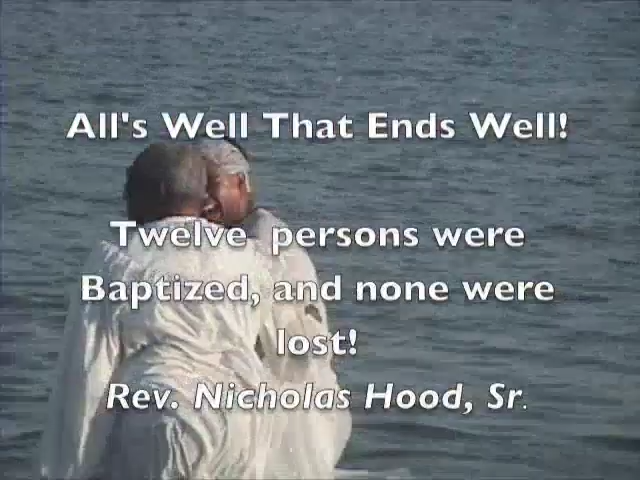 All's Well That Ends Well!
Twelve persons were
Baptized, and none were
lost!
Rev. Nicholas Hood, Sr.